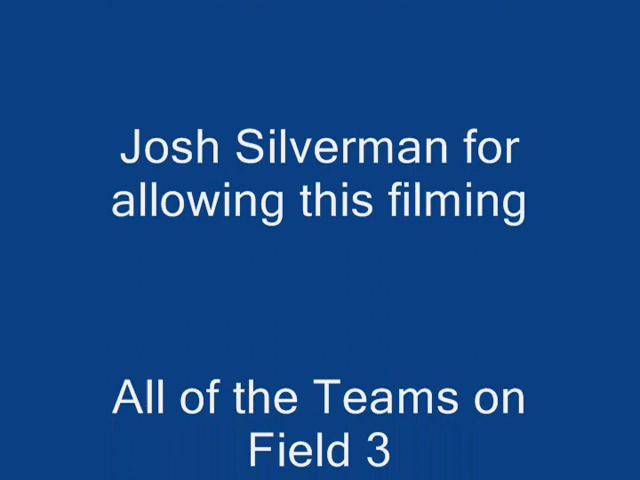 Josh Silverman for
allowing this filming
All of the Teams on
Field 3